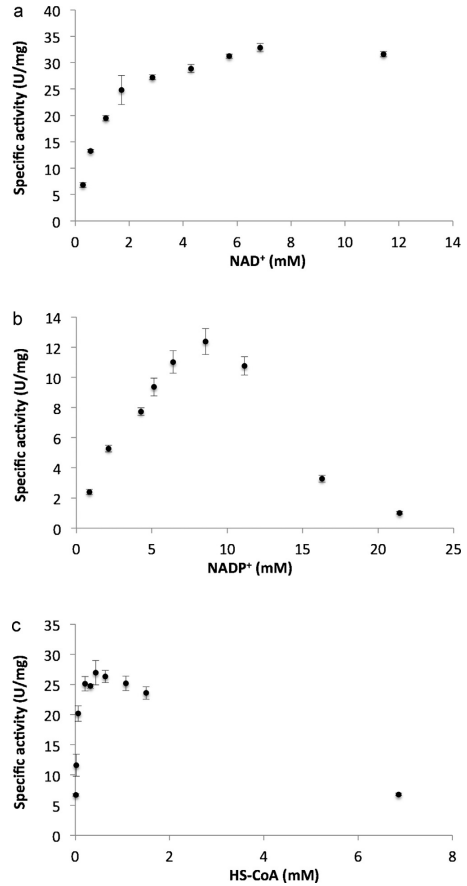 a
Specific activity (U/mg)
40
35
30
25
20
15
10
5
0
0 2 4 6 8 10 12 14
NAD⁺ (mM)
b
Specific activity (U/mg)
14
12
10
8
6
4
2
0
0 5 10 15 20 25
NADP⁺ (mM)
c
Specific activity (U/mg)
35
30
25
20
15
10
5
0
0 2 4 6 8
HS-CoA (mM)